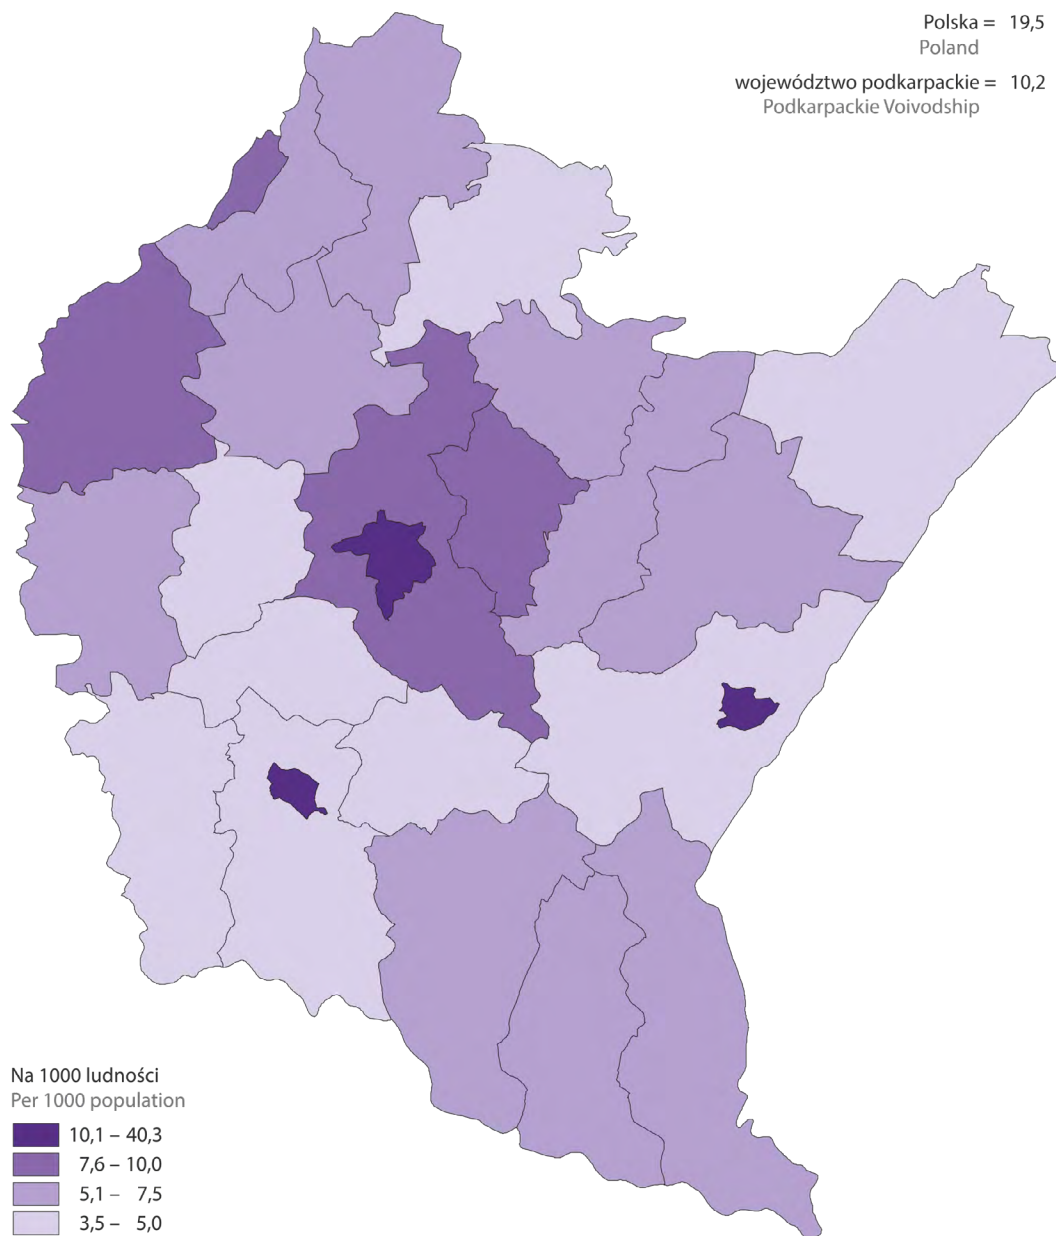 Polska = 19,5
Poland
województwo podkarpackie = 10,2
Podkarpackie Voivodship
Na 1000 ludności
Per 1000 population
10,1 – 40,3
7,6 – 10,0
5,1 – 7,5
3,5 – 5,0